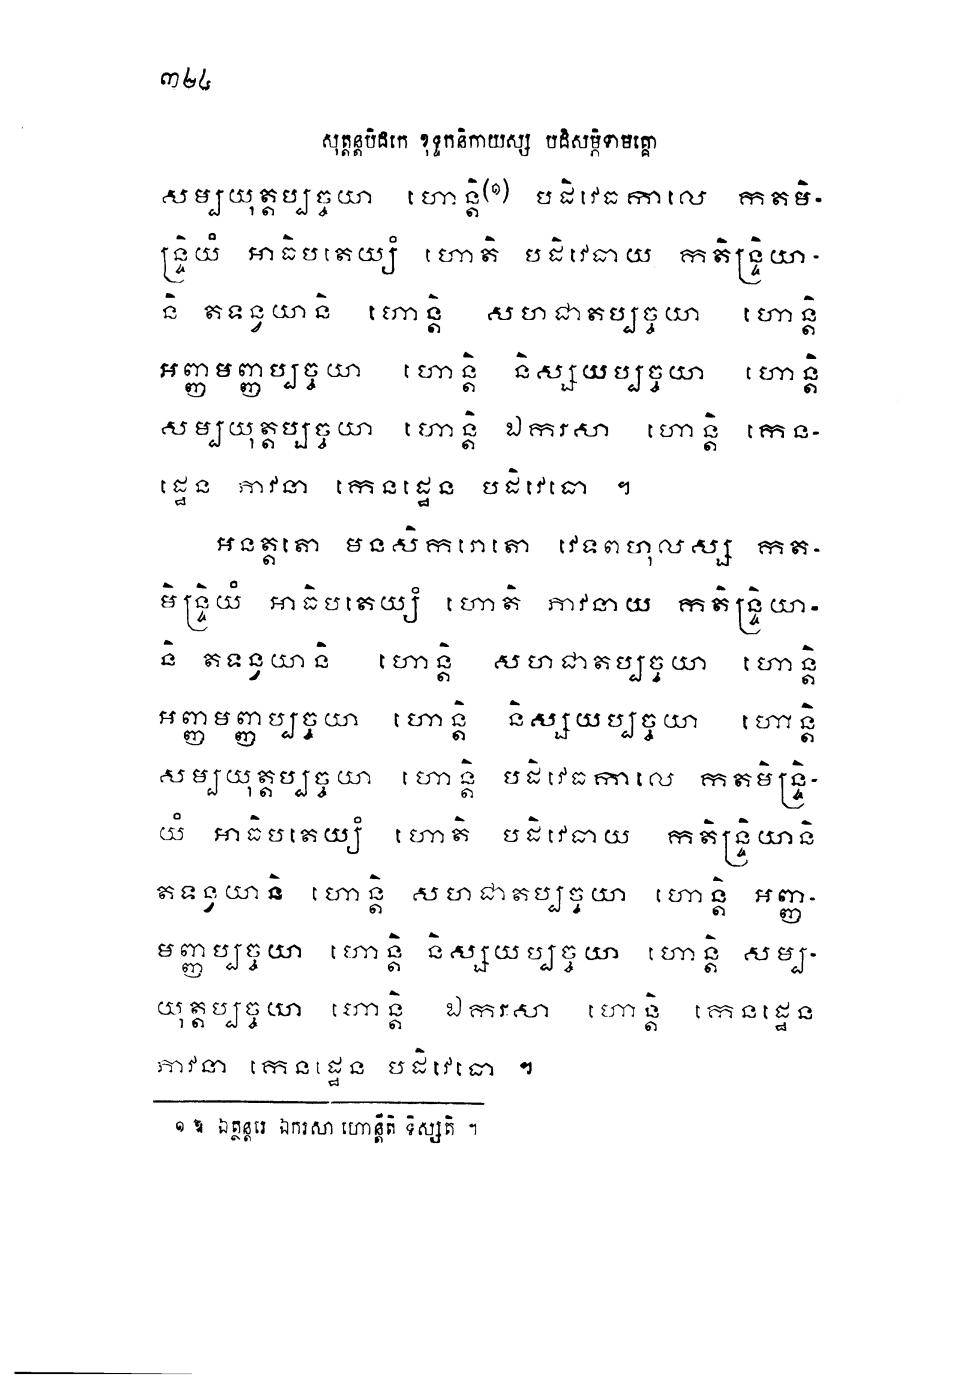 ៣២៤
សុត្តន្តបិដកេ ខុទ្ទកនិកាយស្ស បដិសម្ភិទាមគ្គោ
សម្បយុត្តប្បច្ចយា ហោន្តិ(១) បដិវេធកាលេ កតមិ-
ន្ទ្រិយំ អាធិបតេយ្យំ ហោតិ បដិវេធាយ កតិន្ទ្រិយា-
និ តទន្វយានិ ហោន្តិ សហជាតប្បច្ចយា ហោន្តិ
អញ្ញមញ្ញប្បច្ចយា ហោន្តិ និស្សយប្បច្ចយា ហោន្តិ
សម្បយុត្តប្បច្ចយា ហោន្តិ ឯករសា ហោន្តិ កេន-
ដ្ឋេន ភាវនា កេនដ្ឋេន បដិវេធោ ។
អនត្តតោ មនសិករោតោ វេទពហុលស្ស កត-
មិន្ទ្រិយំ អាធិបតេយ្យំ ហោតិ ភាវនាយ កតិន្ទ្រិយា-
និ តទន្វយានិ ហោន្តិ សហជាតប្បច្ចយា ហោន្តិ
អញ្ញមញ្ញប្បច្ចយា ហោន្តិ និស្សយប្បច្ចយា ហោន្តិ
សម្បយុត្តប្បច្ចយា ហោន្តិ បដិវេធកាលេ កតមិន្ទ្រិ-
យំ អាធិបតេយ្យំ ហោតិ បដិវេធាយ កតិន្ទ្រិយានិ
តទន្វយានិ ហោន្តិ សហជាតប្បច្ចយា ហោន្តិ អញ្ញ-
មញ្ញប្បច្ចយា ហោន្តិ និស្សយប្បច្ចយា ហោន្តិ សម្ប-
យុត្តប្បច្ចយា ហោន្តិ ឯករសា ហោន្តិ កេនដ្ឋេន
ភាវនា កេនដ្ឋេន បដិវេធោ ។
១ ឱ ឯត្ថន្តរេ ឯករសា ហោន្តីតិ ទិស្សតិ ។